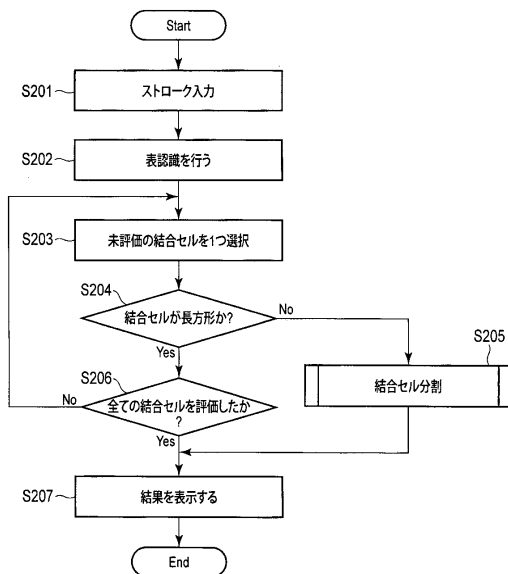 Start
S201
ストローク入力
S202
表認識を行う
S203
未評価の結合セルを1つ選択
S204
結合セルが長方形か?
No
S205
Yes
結合セル分割
S206
No
全ての結合セルを評価したか
?
Yes
S207
結果を表示する
End